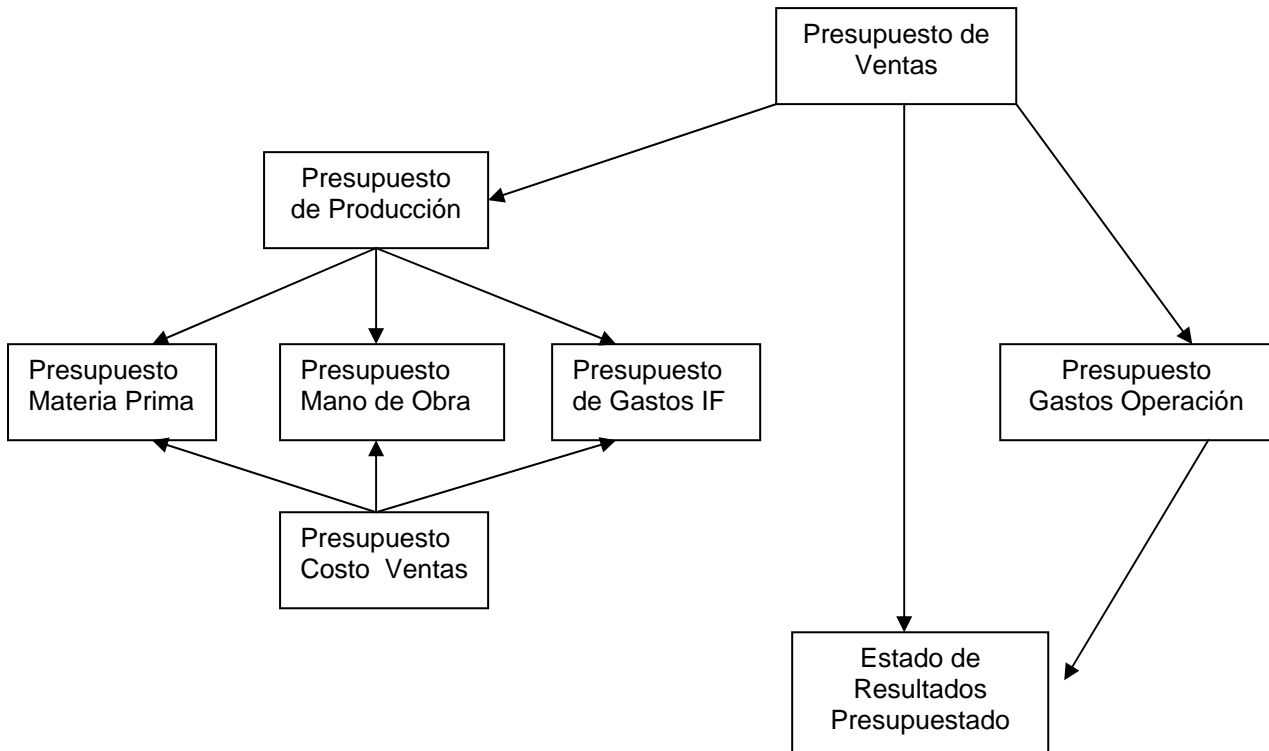 Presupuesto de
Ventas
Presupuesto
de Producción
Presupuesto
Materia Prima
Presupuesto
Mano de Obra
Presupuesto
de Gastos IF
Presupuesto
Gastos Operación
Presupuesto
Costo  Ventas
Estado de
Resultados
Presupuestado